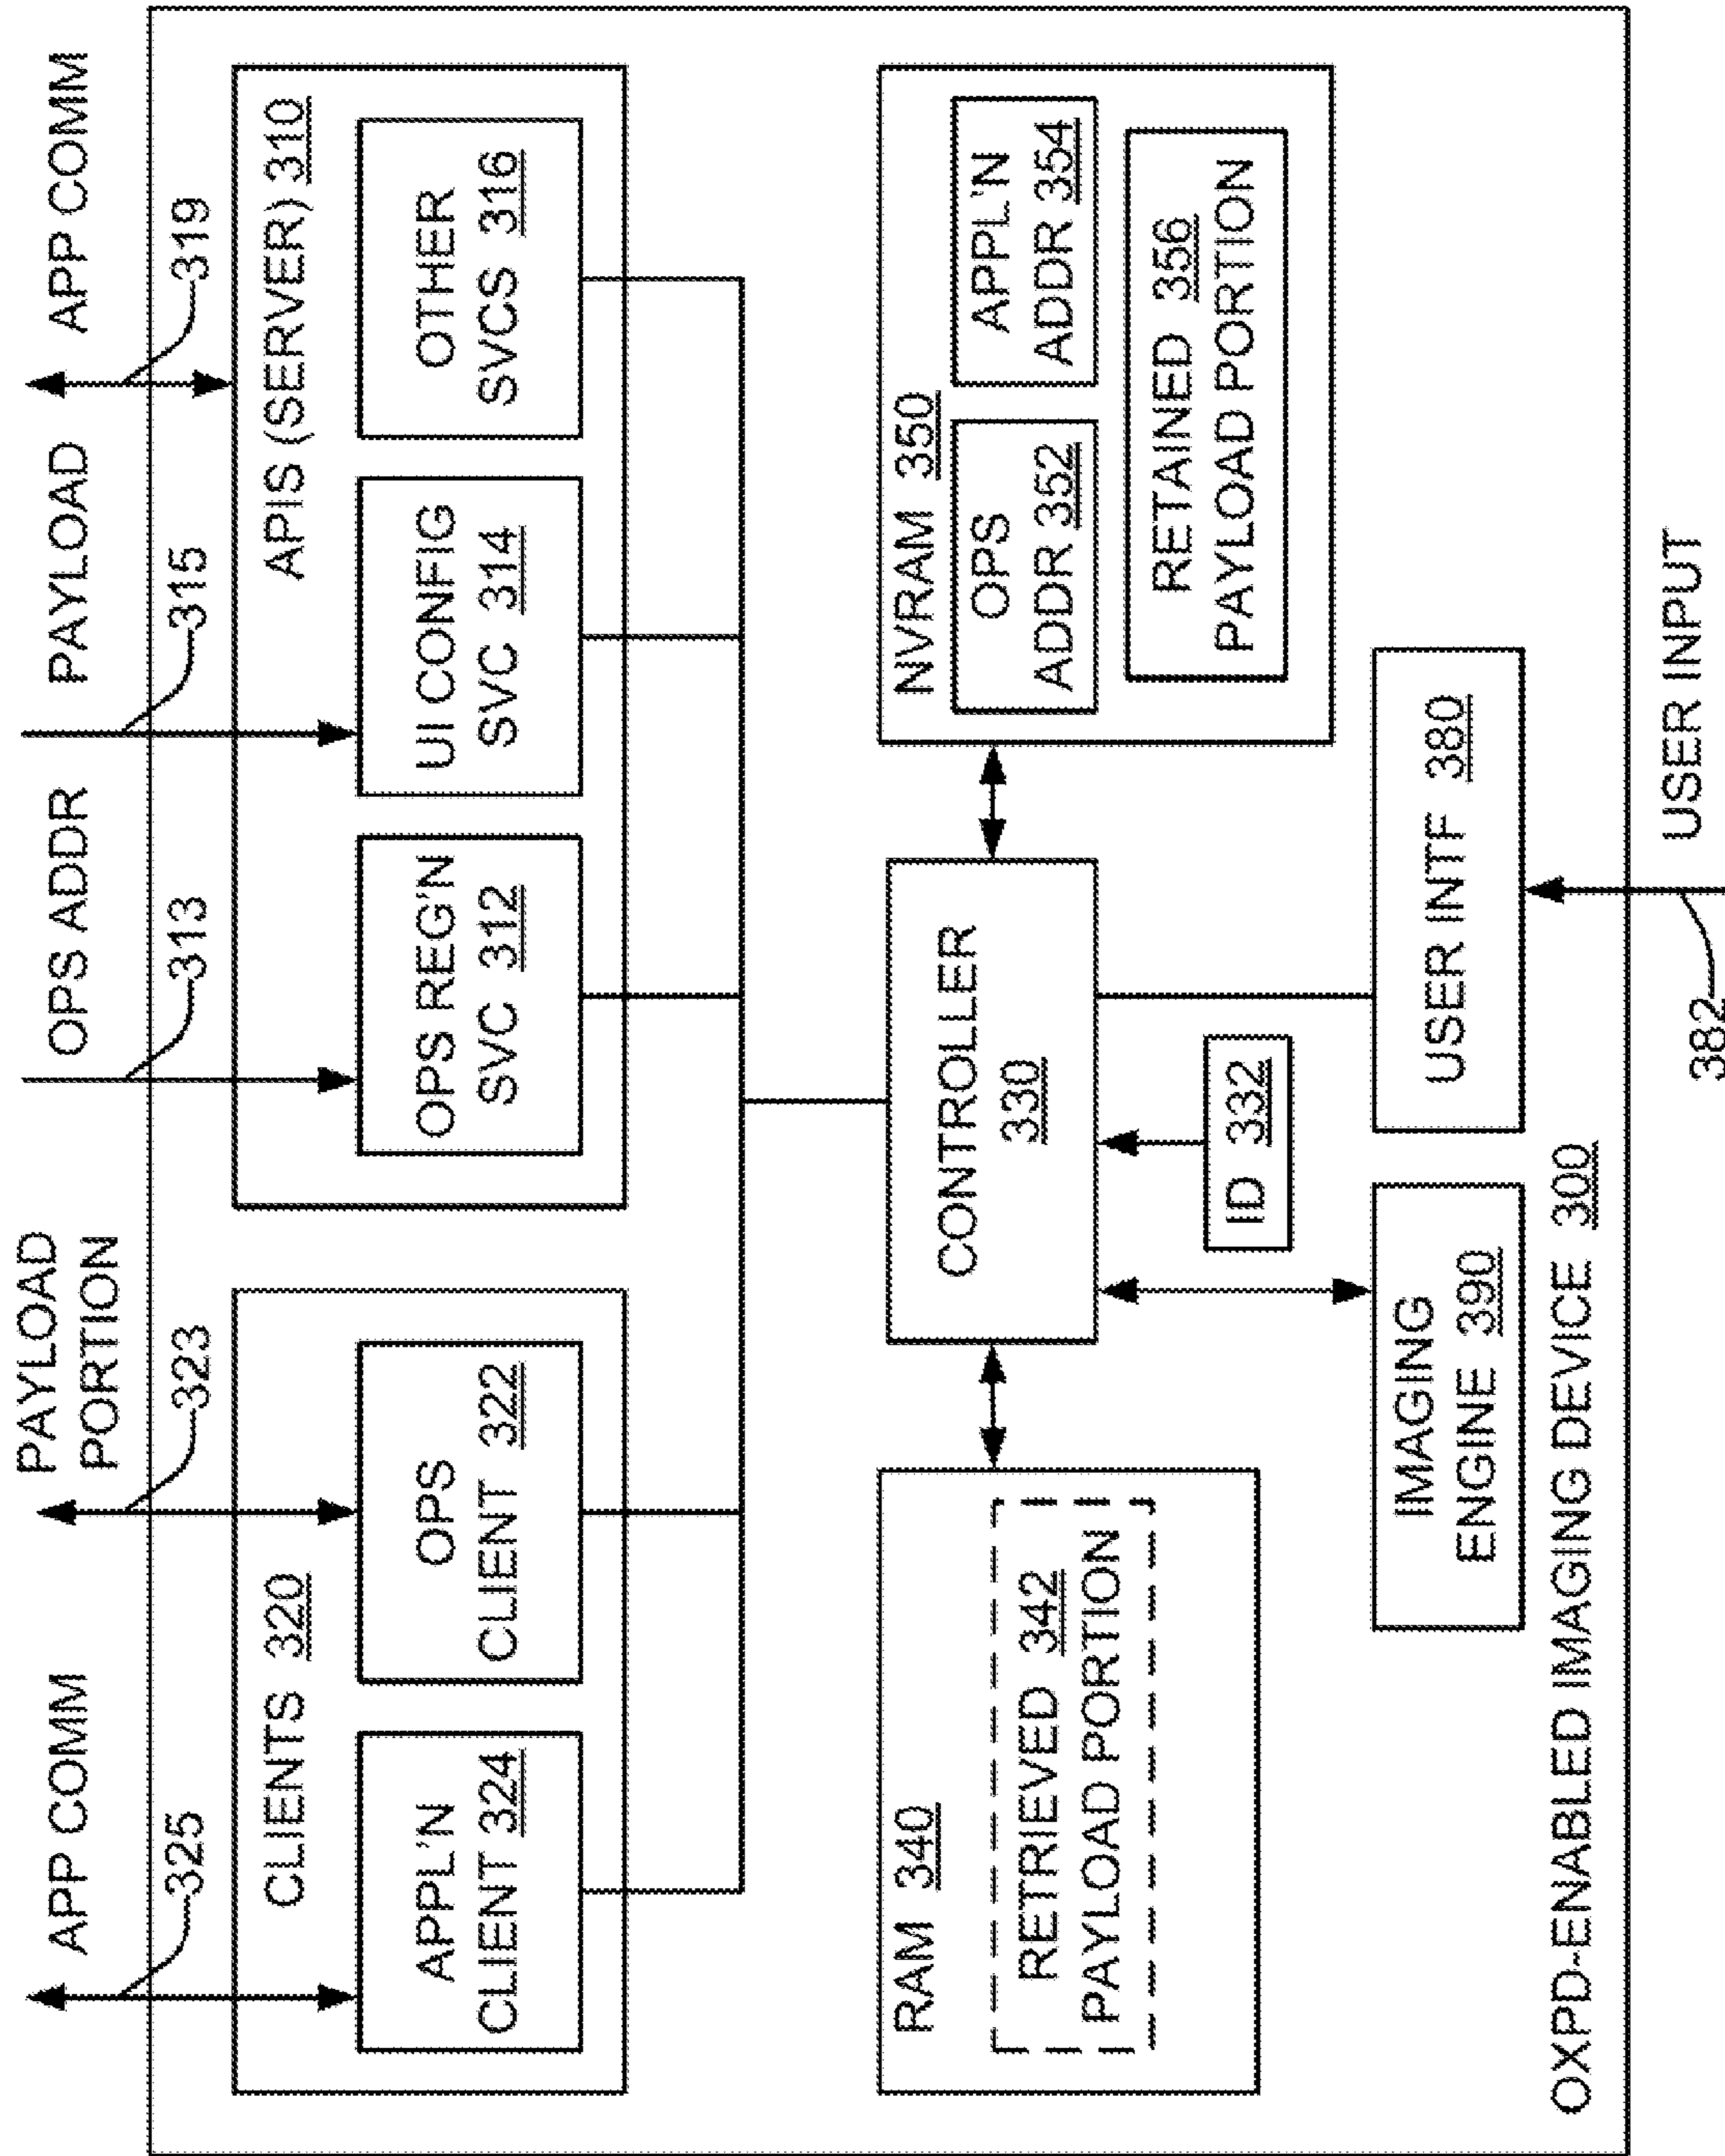 APP COMM
PAYLOAD
PORTION
OPS ADDR
PAYLOAD
APP COMM
325
323
313
315
319
CLIENTS 320
APIS (SERVER) 310
APPL'N
CLIENT 324
OPS
CLIENT 322
OPS REG'N
SVC 312
UI CONFIG
SVC 314
OTHER
SVCS 316
RAM 340
RETRIEVED 342
PAYLOAD PORTION
CONTROLLER
330
NVRAM 350
OPS
ADDR 352
APPL'N
ADDR 354
RETAINED 356
PAYLOAD PORTION
ID 332
IMAGING
ENGINE 390
USER INTF 380
OXPD-ENABLED IMAGING DEVICE 300
382
USER INPUT